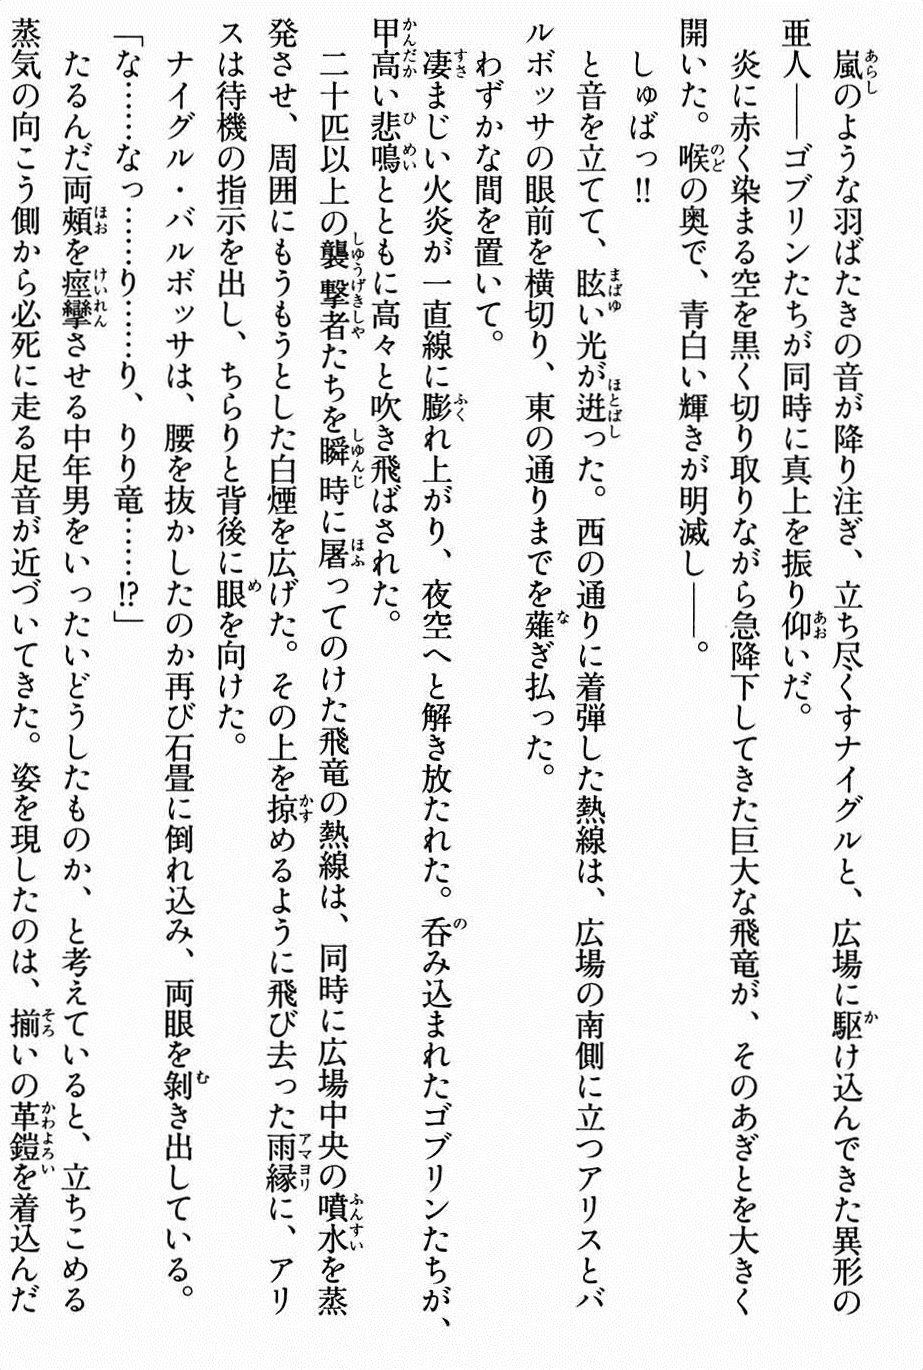 嵐のような羽ばたきの音が降り注ぎ、立ち尽くすナイグルと、広場に駆け込んできた異形の
亜人――ゴブリンたちが同時に真上を振り仰いだ。
炎に赤く染まる空を黒く切り取りながら急降下してきた巨大な飛竜が、そのあぎとを大きく
開いた。喉の奥で、青白い輝きが明滅し――。
しゅばっ!!
と音を立てて、眩い光が迸った。西の通りに着弾した熱線は、広場の南側に立つアリスとバ
ルボッサの眼前を横切り、東の通りまでを薙ぎ払った。
わずかな間を置いて。
凄まじい火炎が一直線に膨れ上がり、夜空へと解き放たれた。呑み込まれたゴブリンたちが、
甲高い悲鳴とともに高々と吹き飛ばされた。
二十匹以上の襲撃者たちを瞬時に屠ってのけた飛竜の熱線は、同時に広場中央の噴水を蒸
発させ、周囲にもうもうとした白煙を広げた。その上を掠めるように飛び去った雨縁に、アリ
スは待機の指示を出し、ちらりと背後に眼を向けた。
ナイグル・バルボッサは、腰を抜かしたのか再び石畳に倒れ込み、両眼を剝き出している。
「な……なっ……り……り、りり竜……!?」
たるんだ両頰を痙攣させる中年男をいったいどうしたものか、と考えていると、立ちこめる
蒸気の向こう側から必死に走る足音が近づいてきた。姿を現したのは、揃いの革鎧を着込んだ